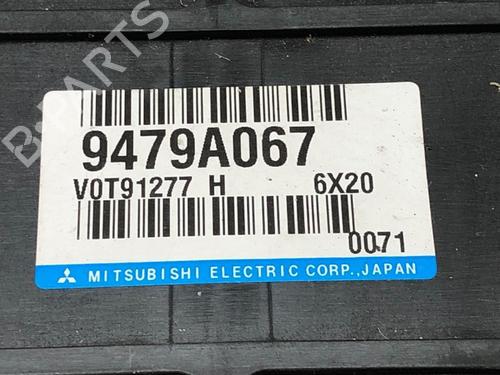 B-PARTS
9479A067
V0T91277 H 6X20
0071
MITSUBISHI ELECTRIC CORP., JAPAN